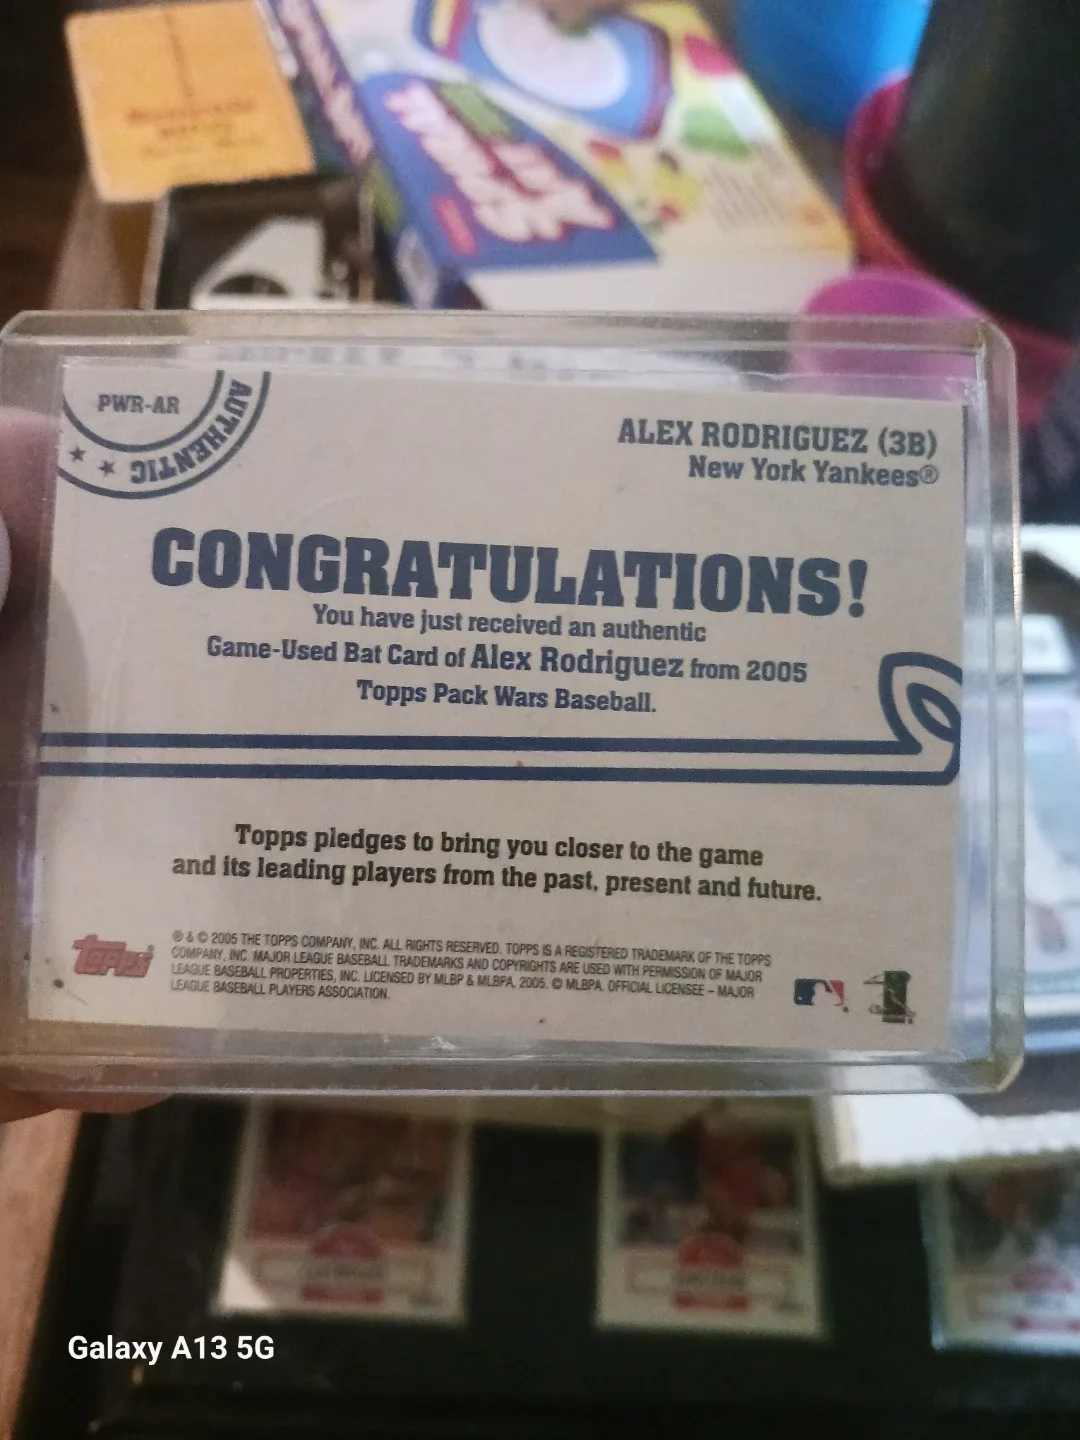 PWR-AR
AUTHENTIC
ALEX RODRIGUEZ (3B)
New York Yankees®
CONGRATULATIONS!
You have just received an authentic
Game-Used Bat Card of Alex Rodriguez from 2005
Topps Pack Wars Baseball.
Topps pledges to bring you closer to the game
and its leading players from the past, present and future.
Topps
® & © 2005 THE TOPPS COMPANY, INC. ALL RIGHTS RESERVED. TOPPS IS A REGISTERED TRADEMARK OF THE TOPPS
COMPANY, INC. MAJOR LEAGUE BASEBALL TRADEMARKS AND COPYRIGHTS ARE USED WITH PERMISSION OF MAJOR
LEAGUE BASEBALL PROPERTIES, INC. LICENSED BY MLBP & MLBPA, 2005. © MLBPA. OFFICIAL LICENSEE – MAJOR
LEAGUE BASEBALL PLAYERS ASSOCIATION.
Galaxy A13 5G